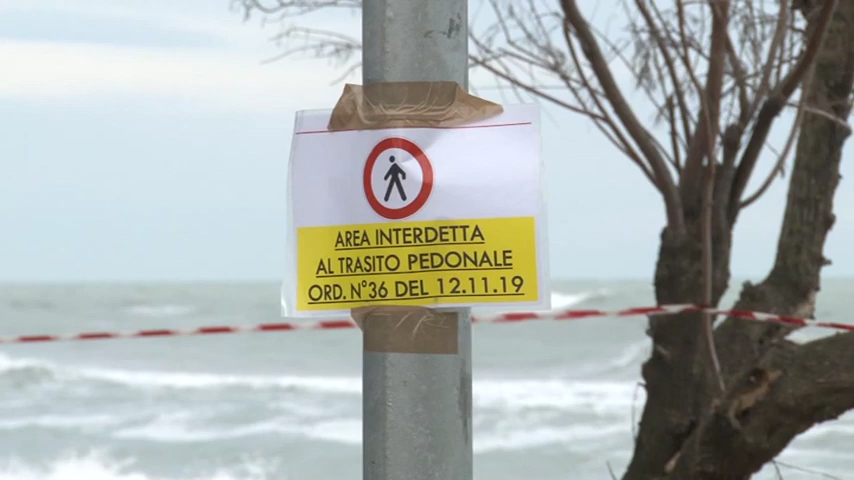 AREA INTERDETTA
AL TRASITO PEDONALE
ORD. N°36 DEL 12.11.19